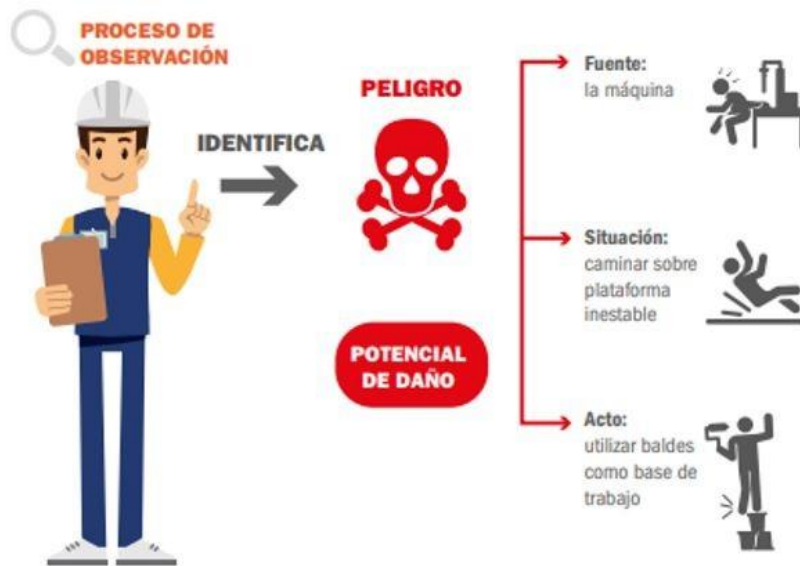 PROCESO DE
OBSERVACIÓN
IDENTIFICA
PELIGRO
POTENCIAL
DE DAÑO
Fuente:
la máquina
Situación:
caminar sobre
plataforma
inestable
Acto:
utilizar baldes
como base de
trabajo